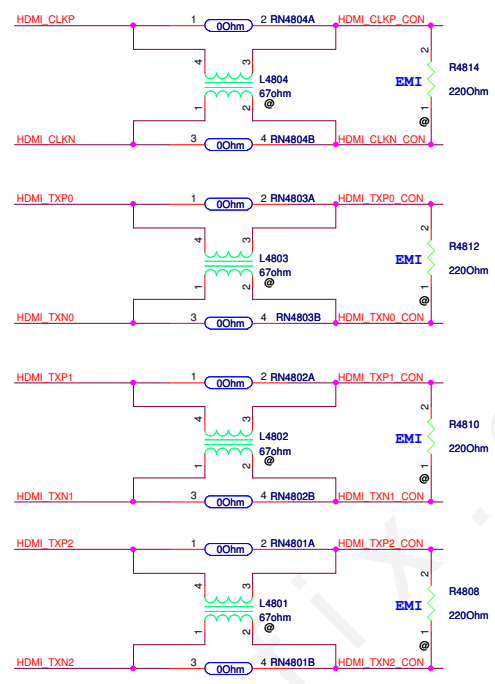 HDMI_CLKP 1 0Ohm 2 RN4804A HDMI_CLKP_CON
4 3 2
L4804 R4814
EMI
67ohm 220Ohm
@
1 2 1
@
HDMI_CLKN 3 0Ohm 4 RN4804B HDMI_CLKN_CON
HDMI_TXP0 1 0Ohm 2 RN4803A HDMI_TXP0_CON
4 3 2
L4803 R4812
EMI
67ohm 220Ohm
@
1 2 1
@
HDMI_TXN0 3 0Ohm 4 RN4803B HDMI_TXN0_CON
HDMI_TXP1 1 0Ohm 2 RN4802A HDMI_TXP1_CON
4 3 2
L4802 R4810
EMI
67ohm 220Ohm
@
1 2 1
@
HDMI_TXN1 3 0Ohm 4 RN4802B HDMI_TXN1_CON
HDMI_TXP2 1 0Ohm 2 RN4801A HDMI_TXP2_CON
4 3 2
L4801 R4808
EMI
67ohm 220Ohm
@
1 2 1
@
HDMI_TXN2 3 0Ohm 4 RN4801B HDMI_TXN2_CON